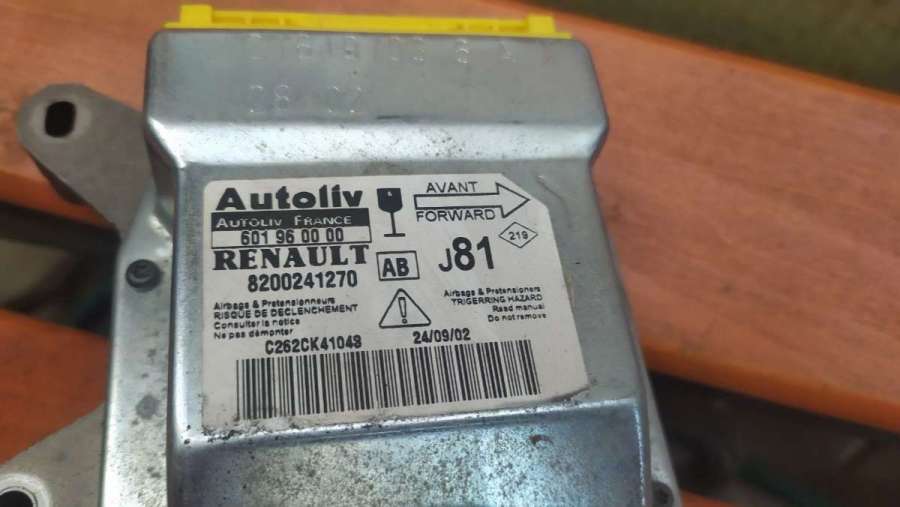 Autoliv
AUTOLIV FRANCE
601 96 00 00
RENAULT
8200241270
AB
AVANT
FORWARD
J81
219
Airbags & Pretensionneurs
RISQUE DE DECLENCHEMENT
Consulter la notice
Ne pas démonter
Airbags & Pretensioners
TRIGERRING HAZARD
Read manual
Do not remove
C262CK41048
24/09/02